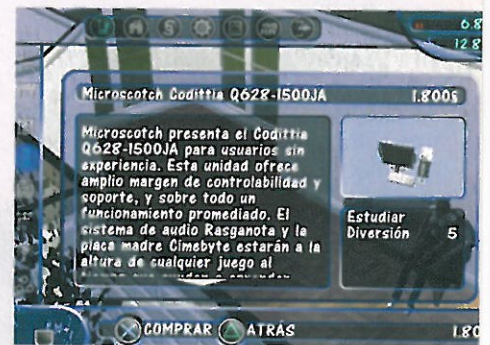 6.8
12.8
Microscotch Codittia Q628-1500JA 1.800§
Microscotch presenta el Codittia
Q628-1500JA para usuarios sin
experiencia. Esta unidad ofrece
amplio margen de controlabilidad y
soporte, y sobre todo un
funcionamiento promediado. El
sistema de audio Rasganota y la
placa madre Cimebyte estarán a la
altura de cualquier juego al
Estudiar
Diversión 5
COMPRAR ATRÁS
1.80